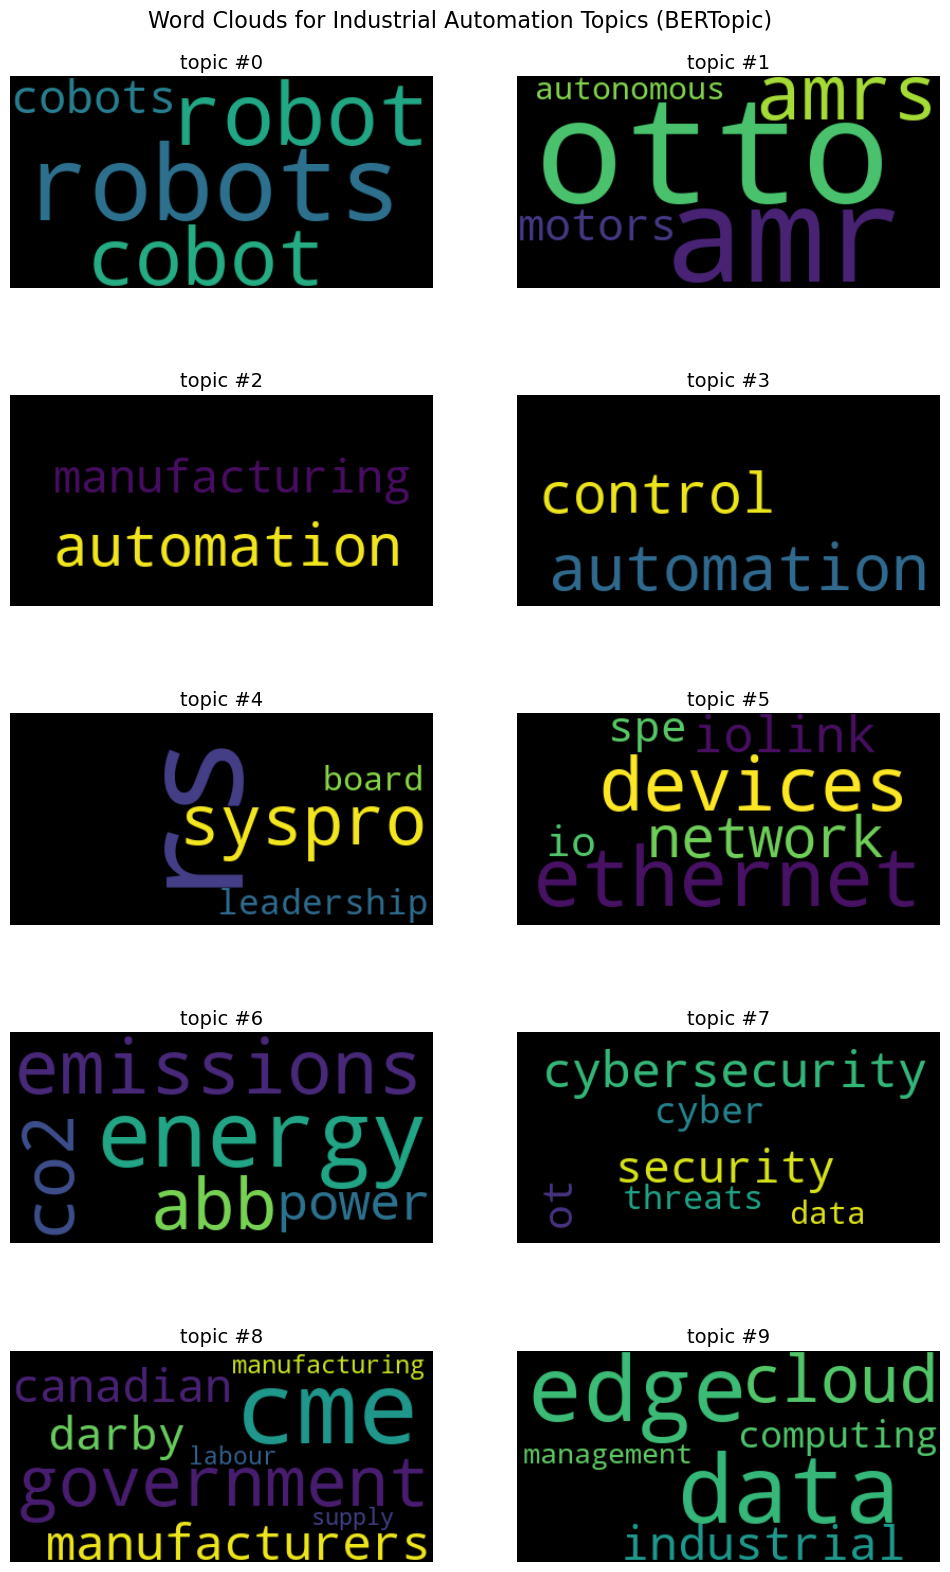 Word Clouds for Industrial Automation Topics (BERTopic)
topic #0
cobots
robot
robots
cobot
topic #1
autonomous
amrs
otto
motors
amr
topic #2
manufacturing
automation
topic #3
control
automation
topic #4
rs
board
syspro
leadership
topic #5
spe
iolink
devices
io
network
ethernet
topic #6
emissions
energy
co2
abb
power
topic #7
cybersecurity
cyber
security
ot
threats
data
topic #8
manufacturing
canadian
cme
darby
labour
government
supply
manufacturers
topic #9
edge
cloud
computing
management
data
industrial